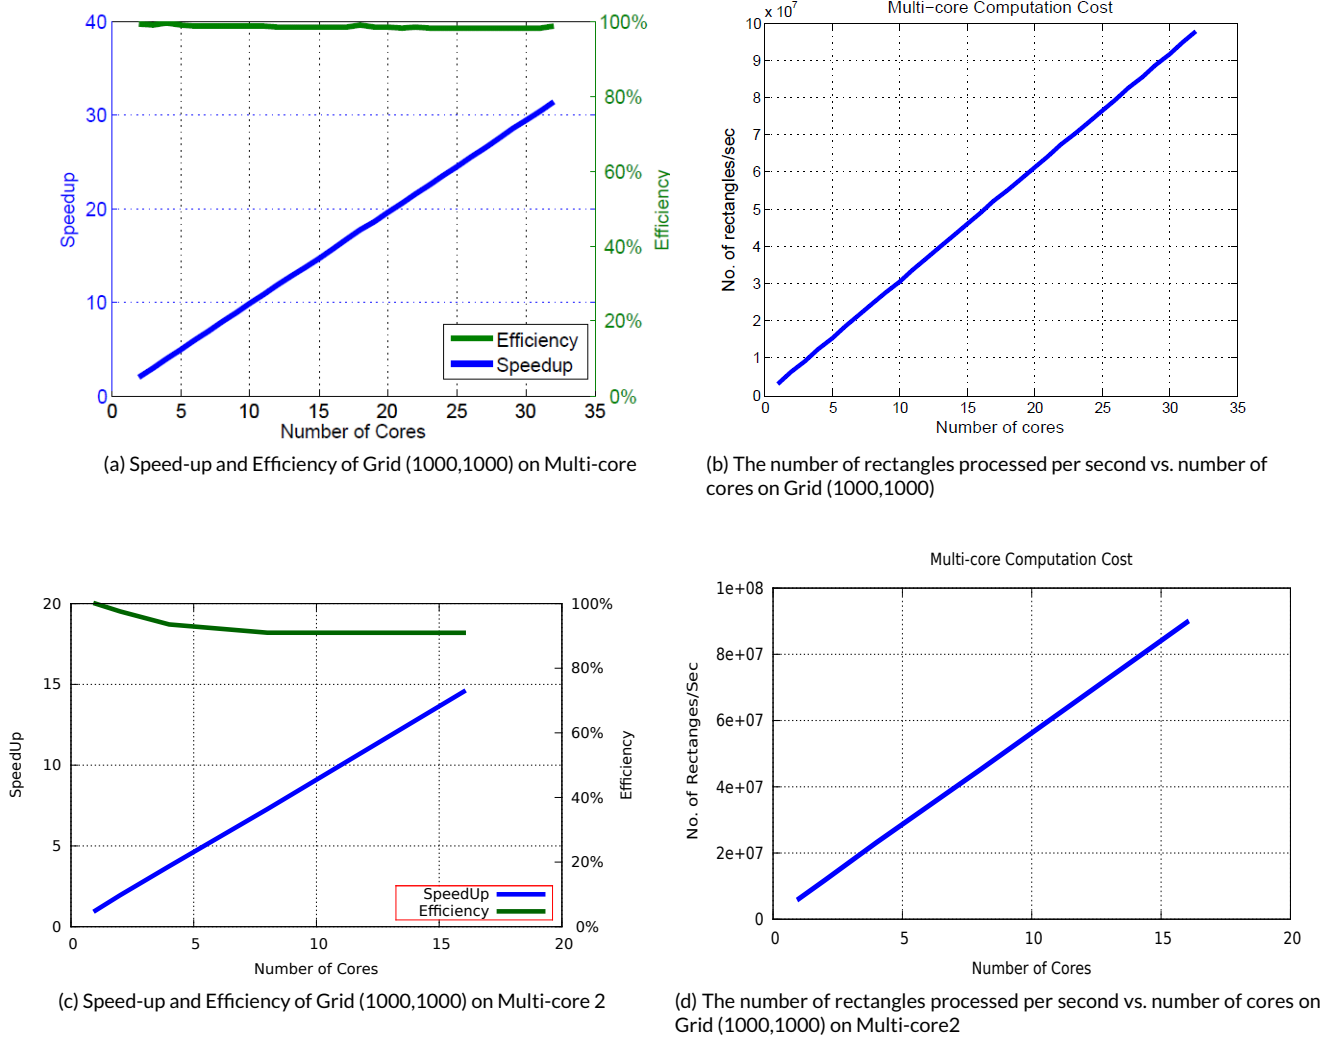 40
30
20
10
0
Speedup
100%
80%
60%
40%
20%
0%
Efficiency
Efficiency
Speedup
0 5 10 15 20 25 30 35
Number of Cores
(a) Speed-up and Efficiency of Grid (1000,1000) on Multi-core
Multi−core Computation Cost
x 10^7
10
9
8
7
6
5
4
3
2
1
0
No. of rectangles/sec
0 5 10 15 20 25 30 35
Number of cores
(b) The number of rectangles processed per second vs. number of
cores on Grid (1000,1000)
20
15
10
5
0
SpeedUp
100%
80%
60%
40%
20%
0%
Efficiency
SpeedUp
Efficiency
0 5 10 15 20
Number of Cores
(c) Speed-up and Efficiency of Grid (1000,1000) on Multi-core 2
Multi-core Computation Cost
1e+08
8e+07
6e+07
4e+07
2e+07
0
No. of Rectanges/Sec
0 5 10 15 20
Number of Cores
(d) The number of rectangles processed per second vs. number of cores on
Grid (1000,1000) on Multi-core2